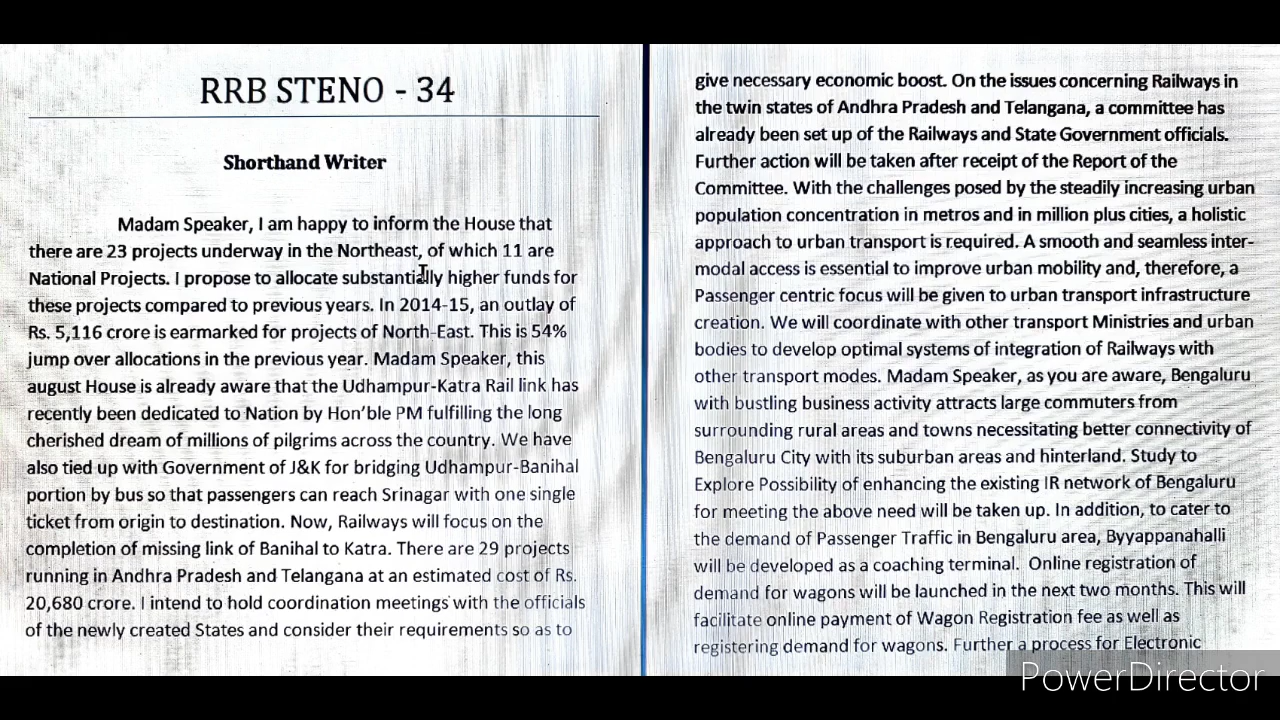 RRB STENO - 34
Shorthand Writer
Madam Speaker, I am happy to inform the House that
there are 23 projects underway in the Northeast, of which 11 are
National Projects. I propose to allocate substantially higher funds for
these projects compared to previous years. In 2014-15, an outlay of
Rs. 5,116 crore is earmarked for projects of North-East. This is 54%
jump over allocations in the previous year. Madam Speaker, this
august House is already aware that the Udhampur-Katra Rail link has
recently been dedicated to Nation by Hon'ble PM fulfilling the long
cherished dream of millions of pilgrims across the country. We have
also tied up with Government of J&K for bridging Udhampur-Banihal
portion by bus so that passengers can reach Srinagar with one single
ticket from origin to destination. Now, Railways will focus on the
completion of missing link of Banihal to Katra. There are 29 projects
running in Andhra Pradesh and Telangana at an estimated cost of Rs.
20,680 crore. I intend to hold coordination meetings with the officials
of the newly created States and consider their requirements so as to
give necessary economic boost. On the issues concerning Railways in
the twin states of Andhra Pradesh and Telangana, a committee has
already been set up of the Railways and State Government officials.
Further action will be taken after receipt of the Report of the
Committee. With the challenges posed by the steadily increasing urban
population concentration in metros and in million plus cities, a holistic
approach to urban transport is required. A smooth and seamless inter-
modal access is essential to improve urban mobility and, therefore, a
Passenger centric focus will be given to urban transport infrastructure
creation. We will coordinate with other transport Ministries and urban
bodies to develop optimal systems of integration of Railways with
other transport modes. Madam Speaker, as you are aware, Bengaluru
with bustling business activity attracts large commuters from
surrounding rural areas and towns necessitating better connectivity of
Bengaluru City with its suburban areas and hinterland. Study to
Explore Possibility of enhancing the existing IR network of Bengaluru
for meeting the above need will be taken up. In addition, to cater to
the demand of Passenger Traffic in Bengaluru area, Byyappanahalli
will be developed as a coaching terminal. Online registration of
demand for wagons will be launched in the next two months. This will
facilitate online payment of Wagon Registration fee as well as
registering demand for wagons. Further a process for Electronic
PowerDirector